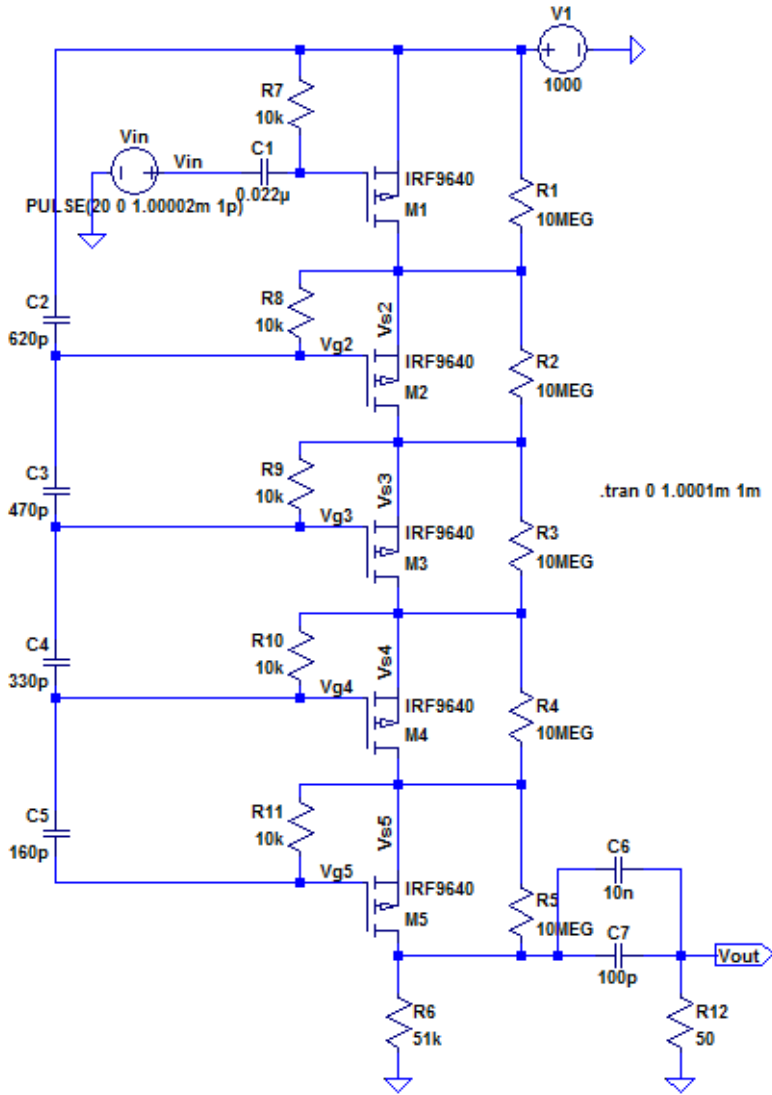 V1
1000
R7
10k
Vin
Vin
C1
0.022µ
PULSE(20 0 1.00002m 1p)
IRF9640
M1
R1
10MEG
C2
620p
R8
10k
Vs2
Vg2
IRF9640
M2
R2
10MEG
C3
470p
R9
10k
Vs3
Vg3
IRF9640
M3
R3
10MEG
.tran 0 1.0001m 1m
C4
330p
R10
10k
Vs4
Vg4
IRF9640
M4
R4
10MEG
C5
160p
R11
10k
Vs5
Vg5
IRF9640
M5
R5
10MEG
C6
10n
C7
100p
Vout
R6
51k
R12
50